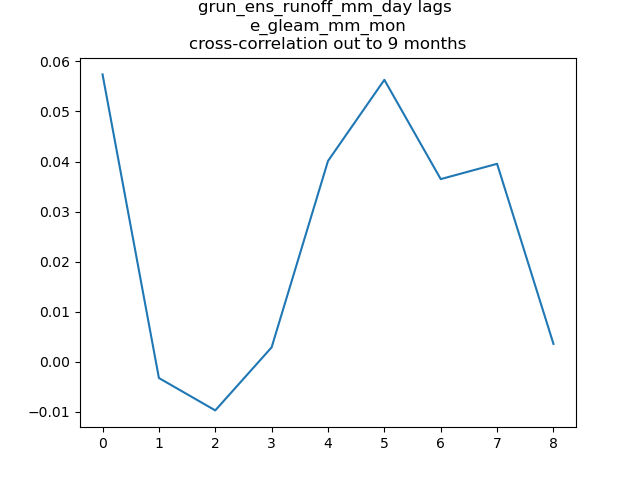 grun_ens_runoff_mm_day lags
e_gleam_mm_mon
cross-correlation out to 9 months
0.06
0.05
0.04
0.03
0.02
0.01
0.00
−0.01
0 1 2 3 4 5 6 7 8